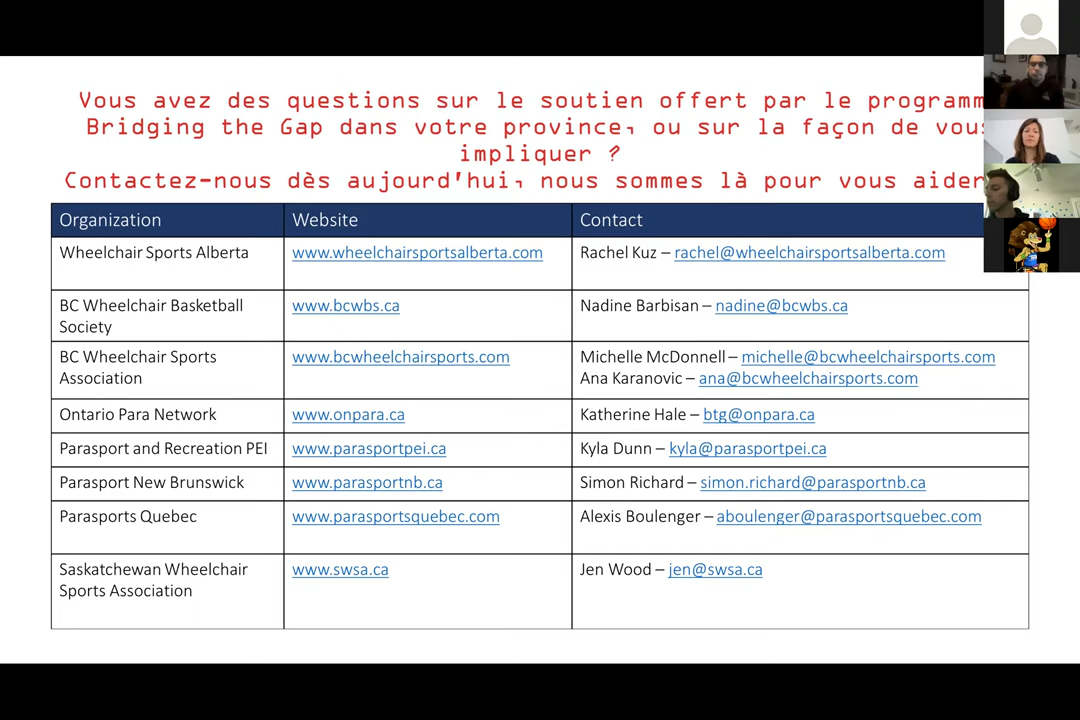 Vous avez des questions sur le soutien offert par le programm
Bridging the Gap dans votre province, ou sur la façon de vous
impliquer ?
Contactez-nous dès aujourd'hui, nous sommes là pour vous aider
Organization Website Contact
Wheelchair Sports Alberta www.wheelchairsportsalberta.com Rachel Kuz – rachel@wheelchairsportsalberta.com
BC Wheelchair Basketball www.bcwbs.ca Nadine Barbisan – nadine@bcwbs.ca
Society
BC Wheelchair Sports www.bcwheelchairsports.com Michelle McDonnell – michelle@bcwheelchairsports.com
Association Ana Karanovic – ana@bcwheelchairsports.com
Ontario Para Network www.onpara.ca Katherine Hale – btg@onpara.ca
Parasport and Recreation PEI www.parasportpei.ca Kyla Dunn – kyla@parasportpei.ca
Parasport New Brunswick www.parasportnb.ca Simon Richard – simon.richard@parasportnb.ca
Parasports Quebec www.parasportsquebec.com Alexis Boulenger – aboulenger@parasportsquebec.com
Saskatchewan Wheelchair www.swsa.ca Jen Wood – jen@swsa.ca
Sports Association